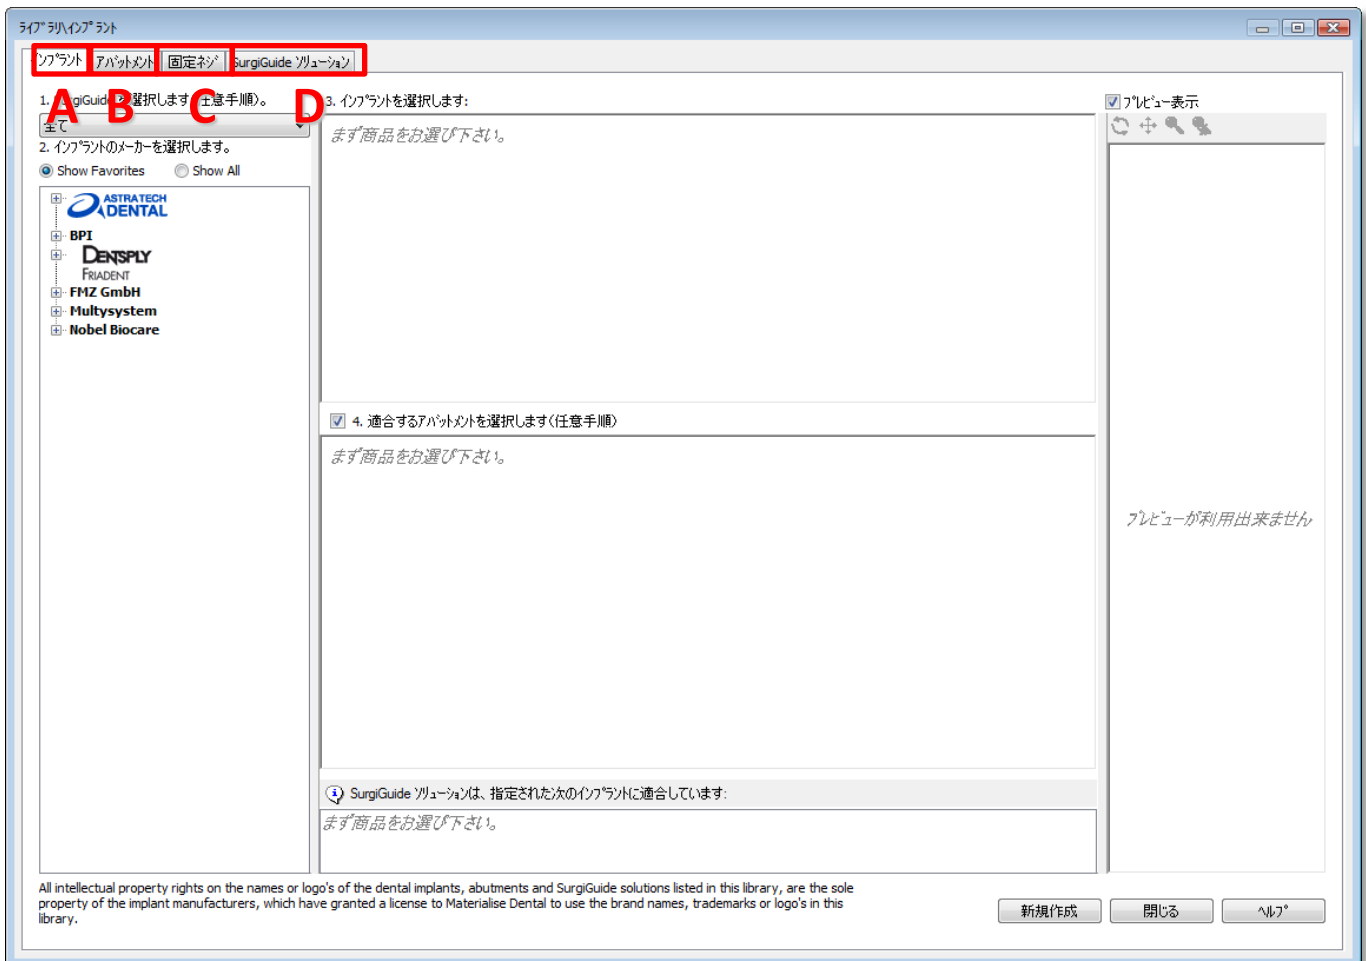 ライブラリ\インプラント
インプラント アバットメント 固定ネジ SurgiGuide ソリューション
A B C D
1. SurgiGuide を選択します(任意手順)。
全て
2. インプラントのメーカーを選択します。
Show Favorites Show All
ASTRATECH
DENTAL
BPI
DENTSPLY
FRIADENT
FMZ GmbH
Multysystem
Nobel Biocare
3. インプラントを選択します:
まず商品をお選び下さい。
4. 適合するアバットメントを選択します(任意手順)
まず商品をお選び下さい。
SurgiGuide ソリューションは、指定された次のインプラントに適合しています:
まず商品をお選び下さい。
プレビュー表示
プレビューが利用出来ません
All intellectual property rights on the names or logo's of the dental implants, abutments and SurgiGuide solutions listed in this library, are the sole
property of the implant manufacturers, which have granted a license to Materialise Dental to use the brand names, trademarks or logo's in this
library.
新規作成 閉じる ヘルプ